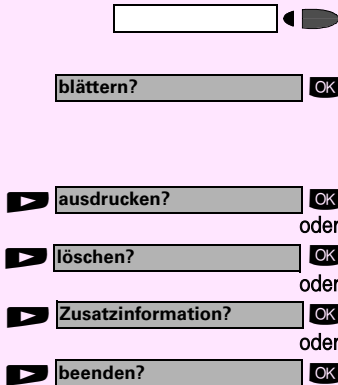 blättern? OK
ausdrucken? OK
oder
löschen? OK
oder
Zusatzinformation? OK
oder
beenden? OK